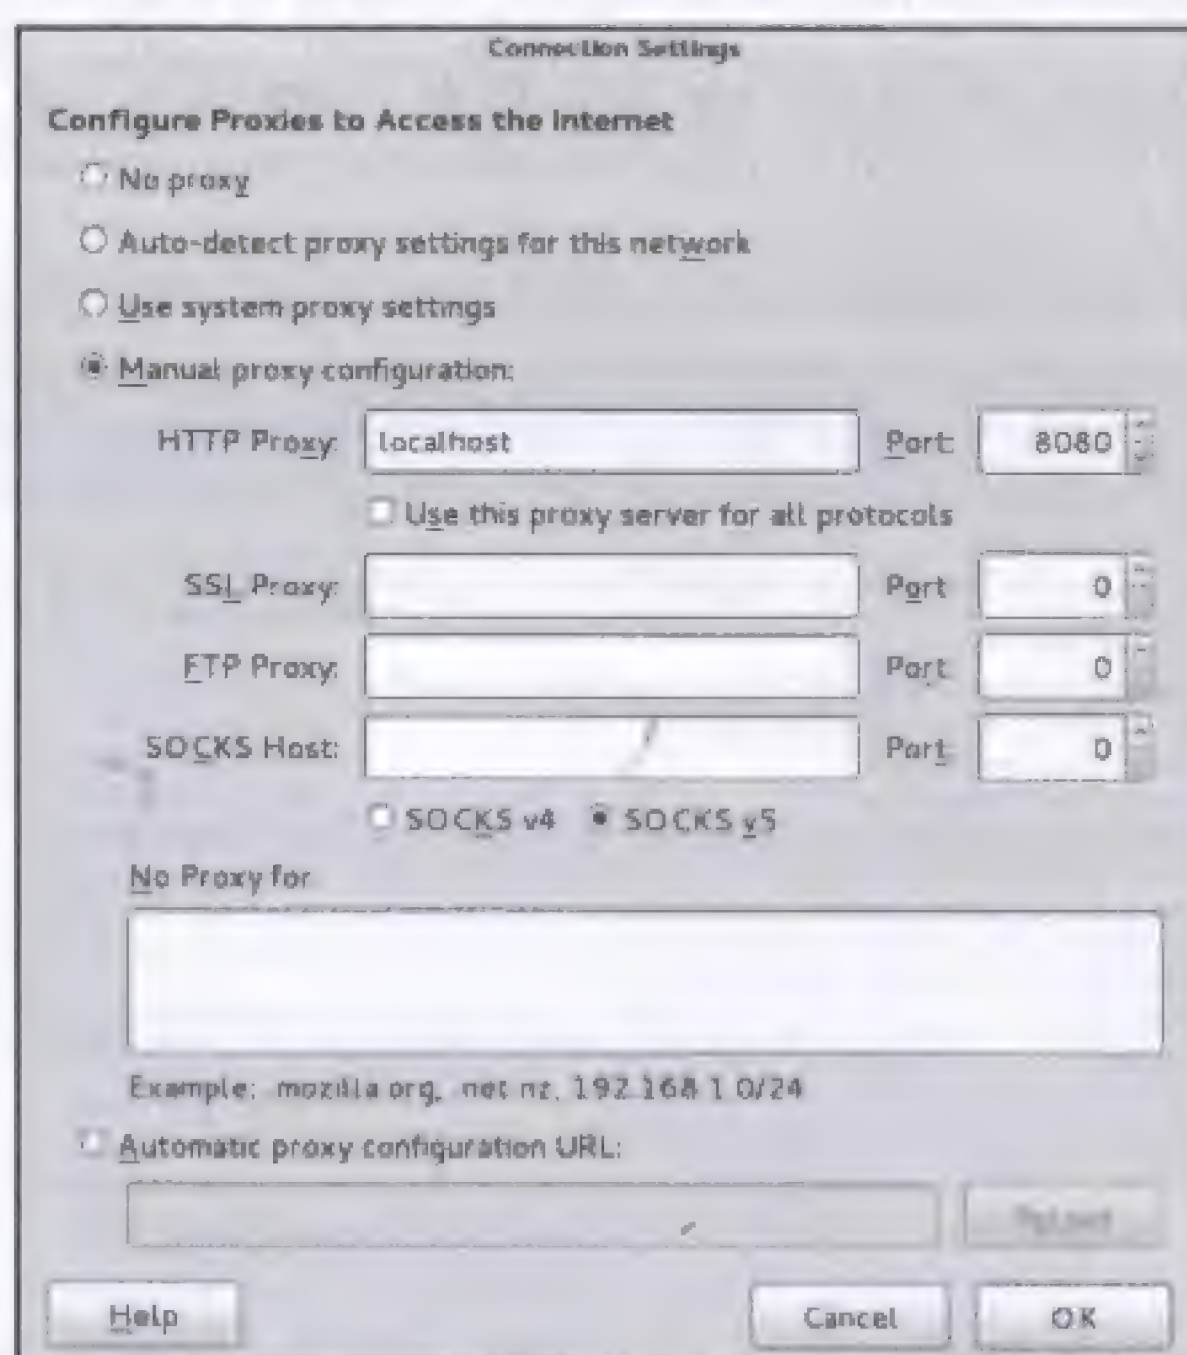 Connection Settings
Configure Proxies to Access the Internet
No proxy
Auto-detect proxy settings for this network
Use system proxy settings
Manual proxy configuration:
HTTP Proxy: localhost Port: 8080
Use this proxy server for all protocols
SSL Proxy: Port 0
FTP Proxy: Port 0
SOCKS Host: Port 0
SOCKS v4 SOCKS v5
No Proxy for
Example: mozilla.org, .net.nz, 192.168.1.0/24
Automatic proxy configuration URL:
Reload
Help Cancel OK